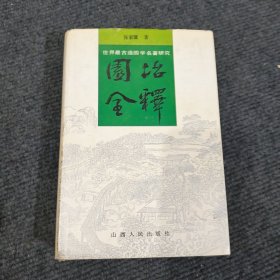 张家骥 著
世界最古造园学名著研究
園冶
全釋
山西人民出版社